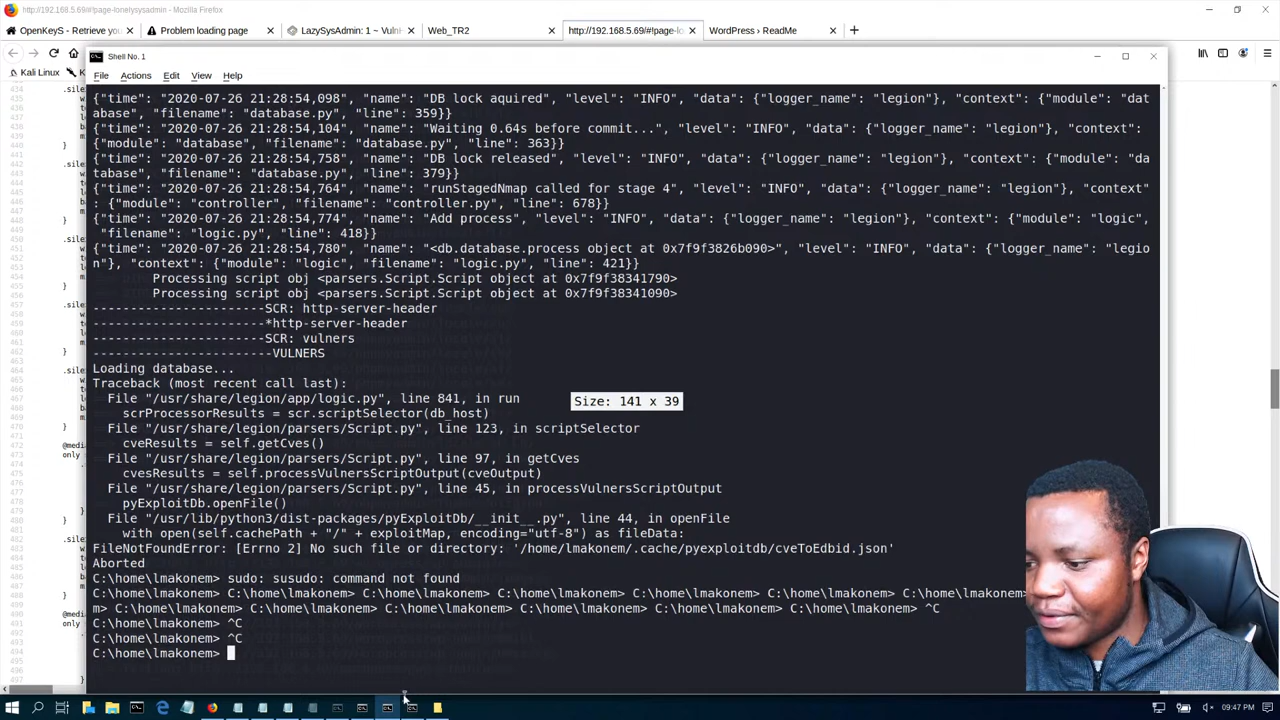 http://192.168.5.69/#!page-lonelysysadmin - Mozilla Firefox
OpenKeyS - Retrieve you
Problem loading page
LazySysAdmin: 1 ~ VulnH
Web_TR2
http://192.168.5.69/#!page-lo
WordPress › ReadMe
Shell No. 1
Kali Linux
File Actions Edit View Help
{"time": "2020-07-26 21:28:54,098", "name": "DB lock aquired", "level": "INFO", "data": {"logger_name": "legion"}, "context": {"module": "dat
abase", "filename": "database.py", "line": 359}}
{"time": "2020-07-26 21:28:54,104", "name": "Waiting 0.64s before commit...", "level": "INFO", "data": {"logger_name": "legion"}, "context":
{"module": "database", "filename": "database.py", "line": 363}}
{"time": "2020-07-26 21:28:54,758", "name": "DB lock released", "level": "INFO", "data": {"logger_name": "legion"}, "context": {"module": "da
tabase", "filename": "database.py", "line": 379}}
{"time": "2020-07-26 21:28:54,764", "name": "runStagedNmap called for stage 4", "level": "INFO", "data": {"logger_name": "legion"}, "context"
: {"module": "controller", "filename": "controller.py", "line": 678}}
{"time": "2020-07-26 21:28:54,774", "name": "Add process", "level": "INFO", "data": {"logger_name": "legion"}, "context": {"module": "logic",
"filename": "logic.py", "line": 418}}
{"time": "2020-07-26 21:28:54,780", "name": "<db.database.process object at 0x7f9f3826b090>", "level": "INFO", "data": {"logger_name": "legio
n"}, "context": {"module": "logic", "filename": "logic.py", "line": 421}}
Processing script obj <parsers.Script.Script object at 0x7f9f38341790>
Processing script obj <parsers.Script.Script object at 0x7f9f38341090>
-----------------------SCR: http-server-header
------------------------*http-server-header
-----------------------SCR: vulners
------------------------VULNERS
Loading database...
Traceback (most recent call last):
File "/usr/share/legion/app/logic.py", line 841, in run
Size: 141 x 39
scrProcessorResults = scr.scriptSelector(db_host)
File "/usr/share/legion/parsers/Script.py", line 123, in scriptSelector
cveResults = self.getCves()
File "/usr/share/legion/parsers/Script.py", line 97, in getCves
cvesResults = self.processVulnersScriptOutput(cveOutput)
File "/usr/share/legion/parsers/Script.py", line 45, in processVulnersScriptOutput
pyExploitDb.openFile()
File "/usr/lib/python3/dist-packages/pyExploitDb/__init__.py", line 44, in openFile
with open(self.cachePath + "/" + exploitMap, encoding="utf-8") as fileData:
FileNotFoundError: [Errno 2] No such file or directory: '/home/lmakonem/.cache/pyexploitdb/cveToEdbid.json'
Aborted
C:\home\lmakonem> sudo: sasudo: command not found
C:\home\lmakonem> C:\home\lmakonem> C:\home\lmakonem> C:\home\lmakonem> C:\home\lmakonem> C:\home\lmakonem> C:\home\lmakone
m> C:\home\lmakonem> C:\home\lmakonem> C:\home\lmakonem> C:\home\lmakonem> C:\home\lmakonem> ^C
C:\home\lmakonem> ^C
C:\home\lmakonem> ^C
C:\home\lmakonem>
09:47 PM